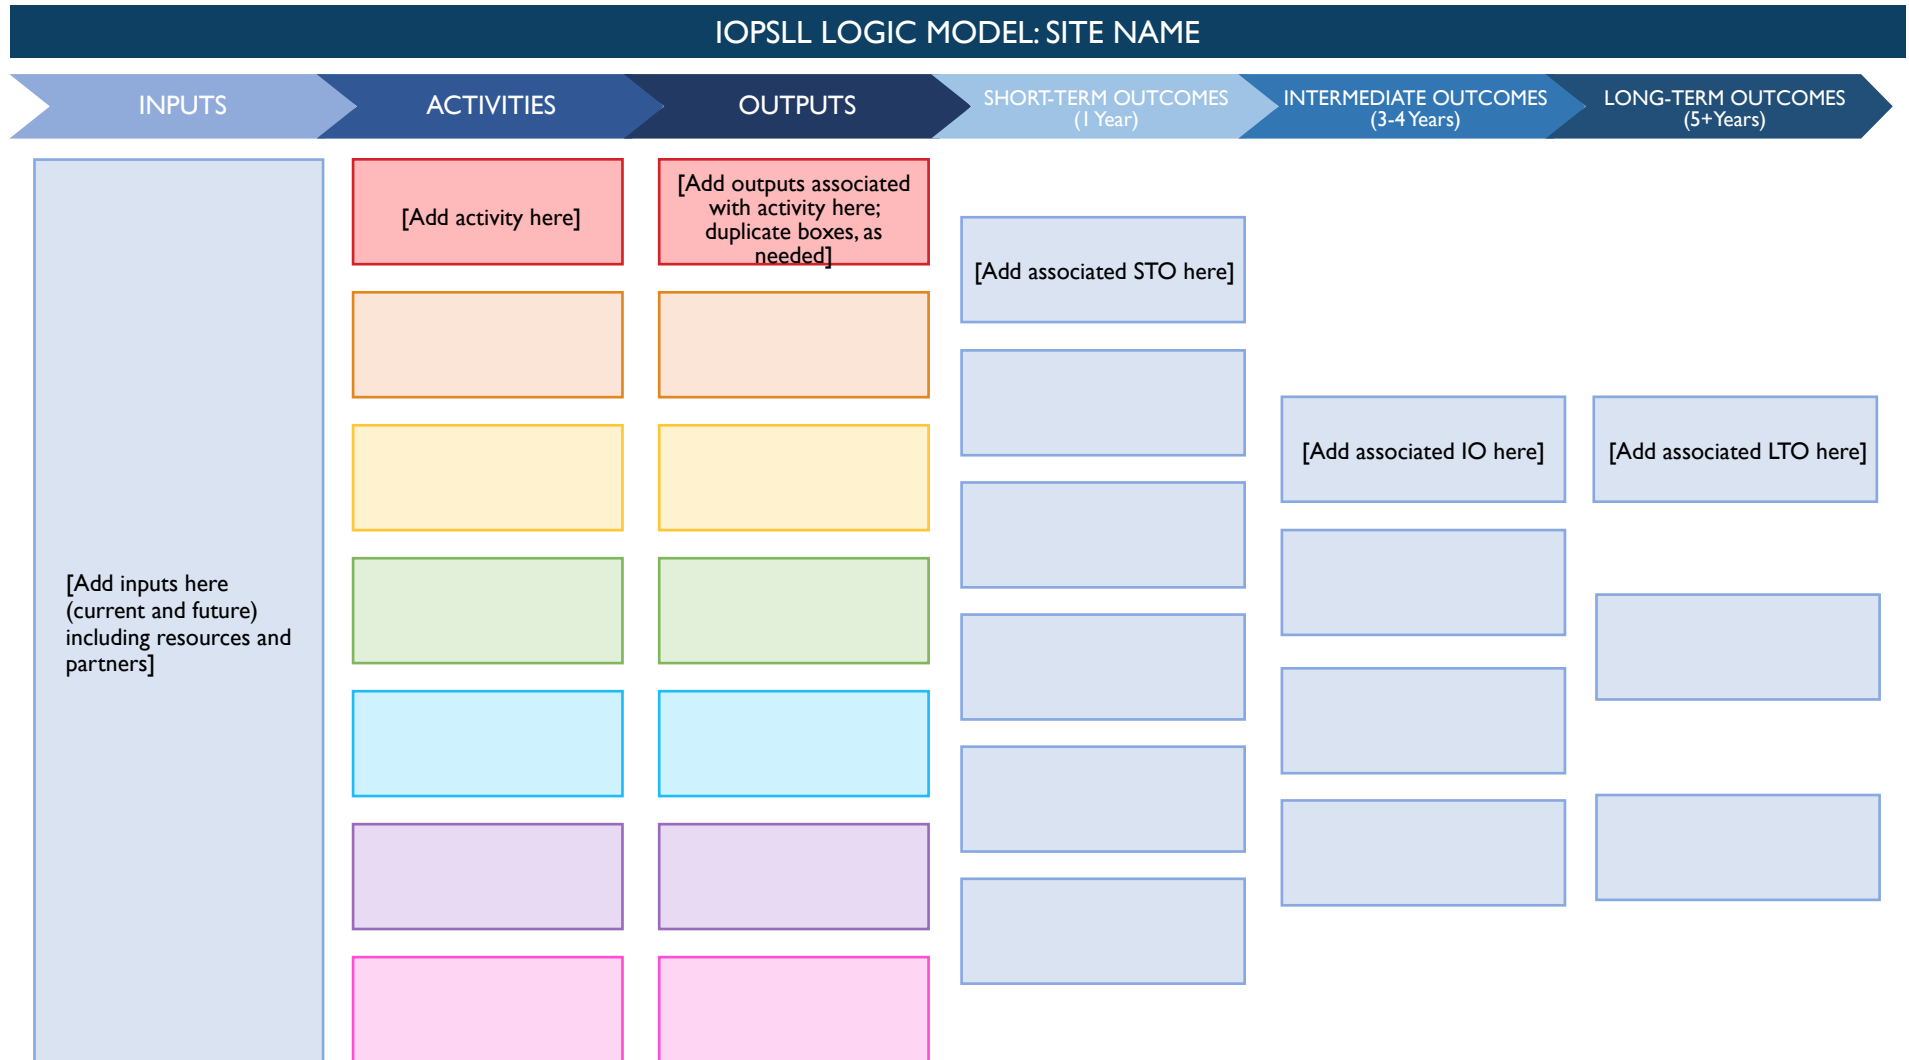 IOPSLL LOGIC MODEL: SITE NAME
INPUTS
ACTIVITIES
OUTPUTS
SHORT-TERM OUTCOMES
(1 Year)
INTERMEDIATE OUTCOMES
(3-4 Years)
LONG-TERM OUTCOMES
(5+ Years)
[Add inputs here
(current and future)
including resources and
partners]
[Add activity here]
[Add outputs associated
with activity here;
duplicate boxes, as
needed]
[Add associated STO here]
[Add associated IO here]
[Add associated LTO here]